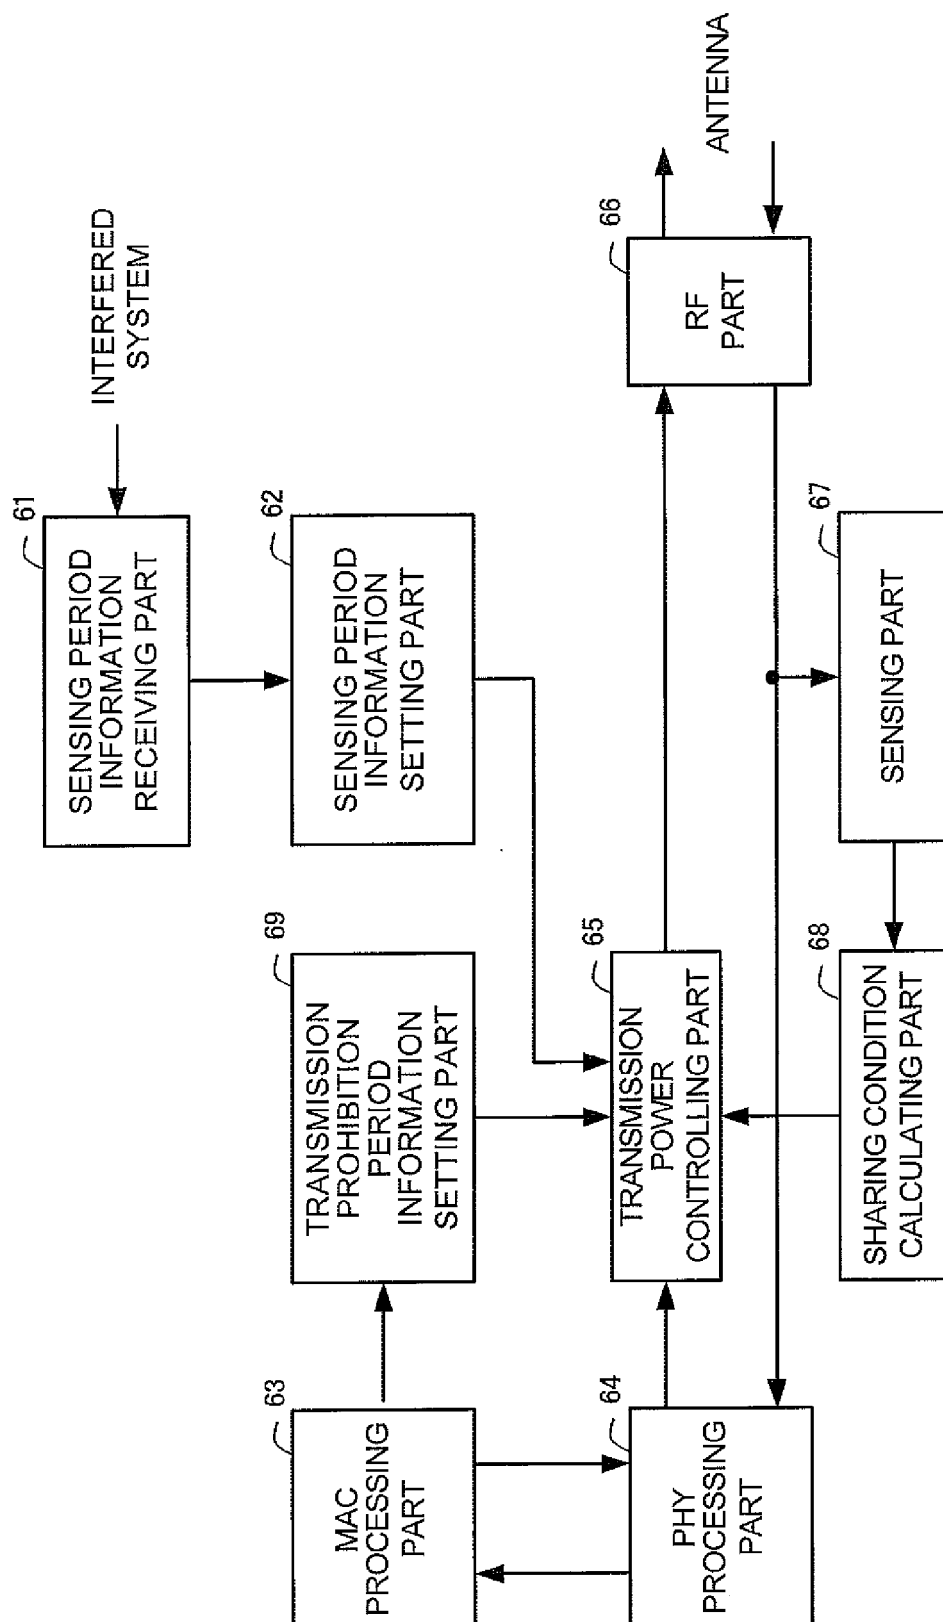 INTERFERED
SYSTEM
61
SENSING PERIOD
INFORMATION
RECEIVING PART
62
SENSING PERIOD
INFORMATION
SETTING PART
63
MAC
PROCESSING
PART
69
TRANSMISSION
PROHIBITION
PERIOD
INFORMATION
SETTING PART
64
PHY
PROCESSING
PART
65
TRANSMISSION
POWER
CONTROLLING PART
66
RF
PART
ANTENNA
68
SHARING CONDITION
CALCULATING PART
67
SENSING PART